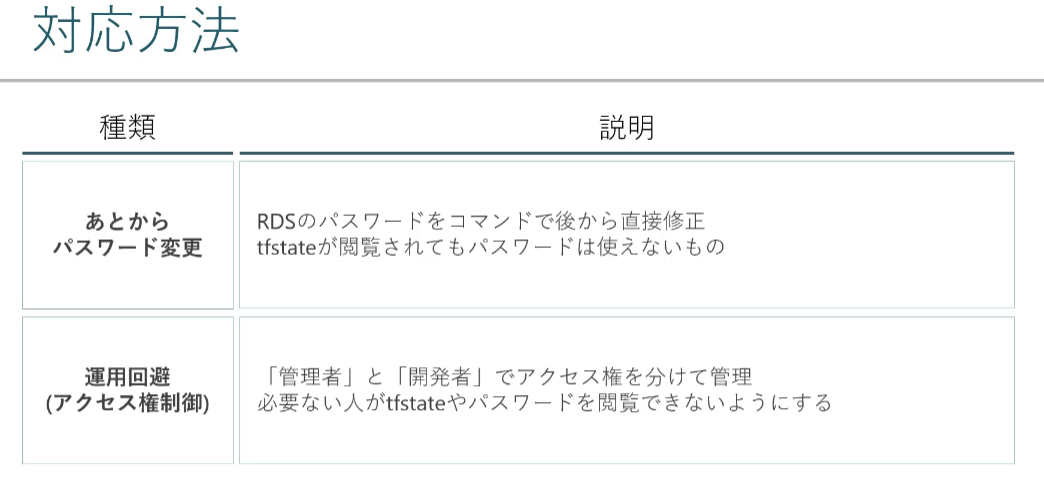 対応方法
種類
説明
あとから
パスワード変更
RDSのパスワードをコマンドで後から直接修正
tfstateが閲覧されてもパスワードは使えないもの
運用回避
(アクセス権制御)
「管理者」と「開発者」でアクセス権を分けて管理
必要ない人がtfstateやパスワードを閲覧できないようにする